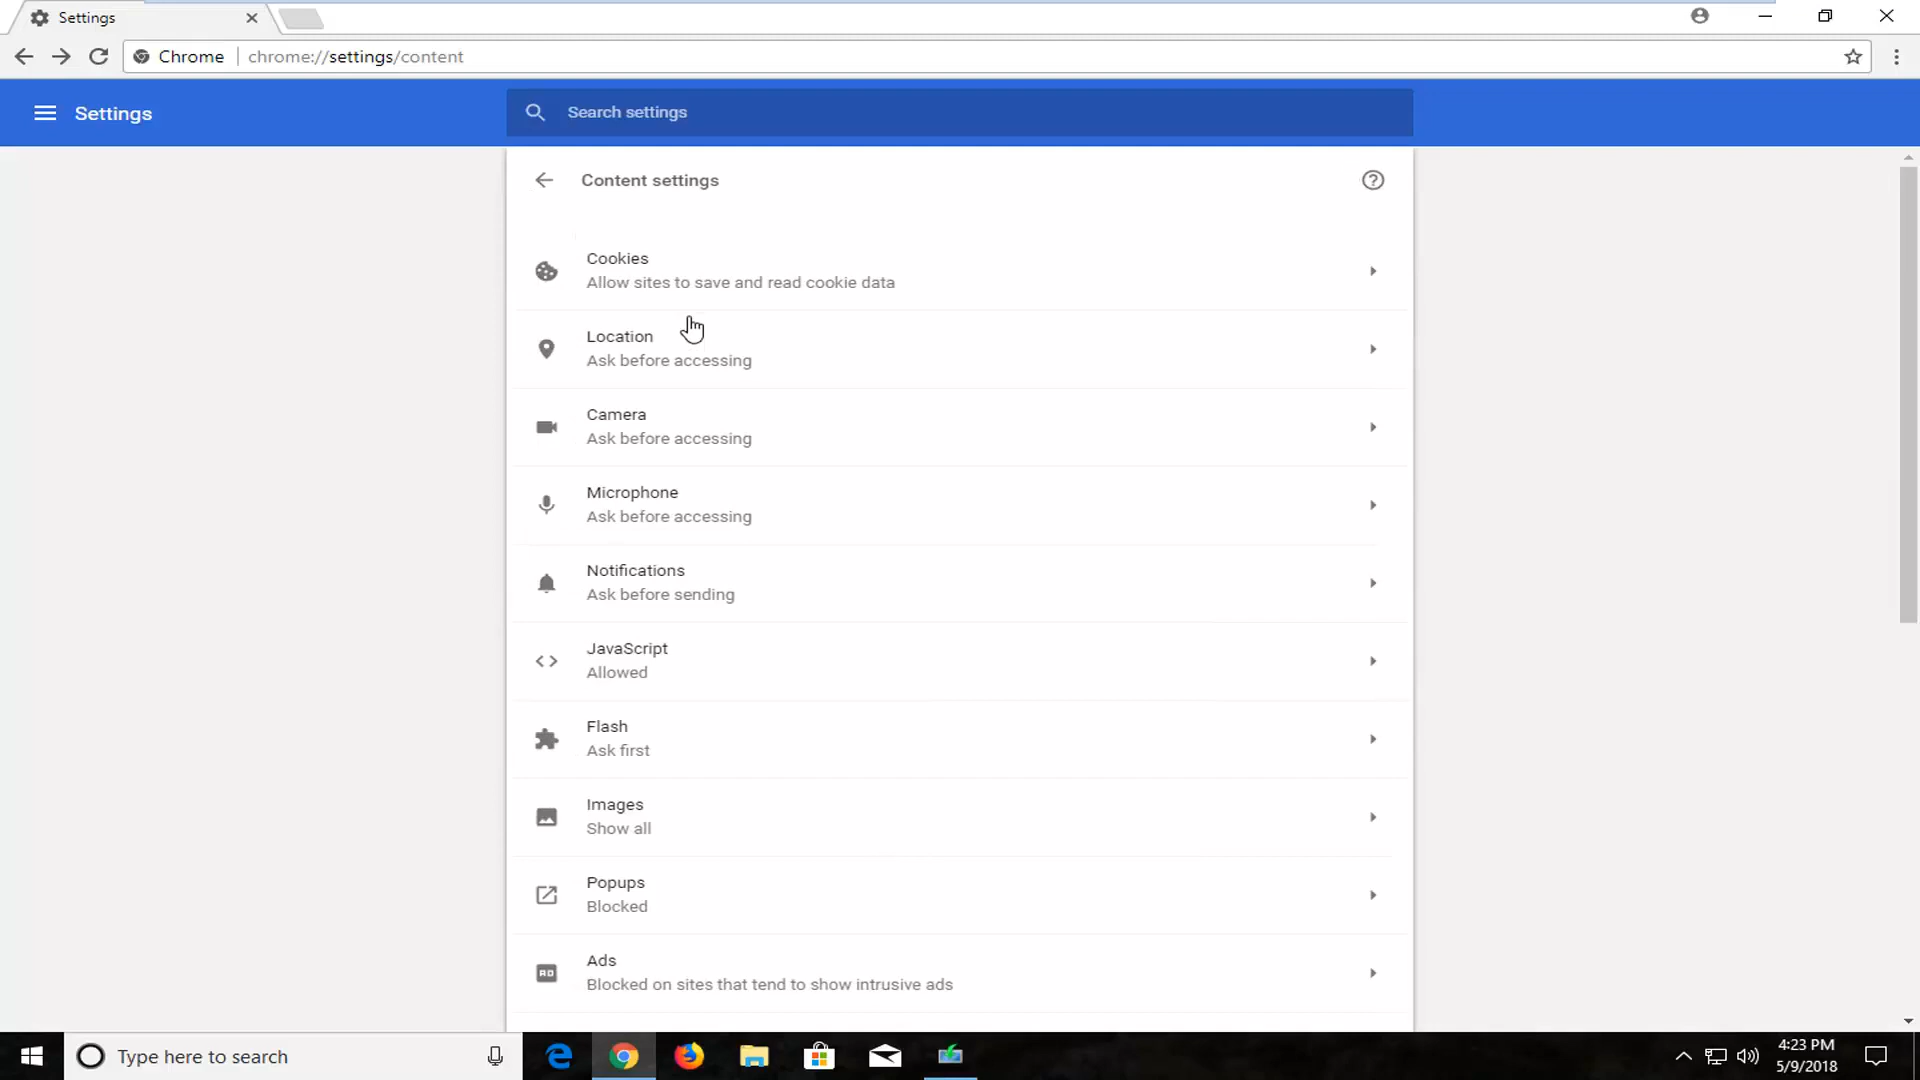 Settings
Chrome chrome://settings/content
Settings
Search settings
Content settings
Cookies
Allow sites to save and read cookie data
Location
Ask before accessing
Camera
Ask before accessing
Microphone
Ask before accessing
Notifications
Ask before sending
JavaScript
Allowed
Flash
Ask first
Images
Show all
Popups
Blocked
AD
Ads
Blocked on sites that tend to show intrusive ads
Type here to search
4:23 PM
5/9/2018